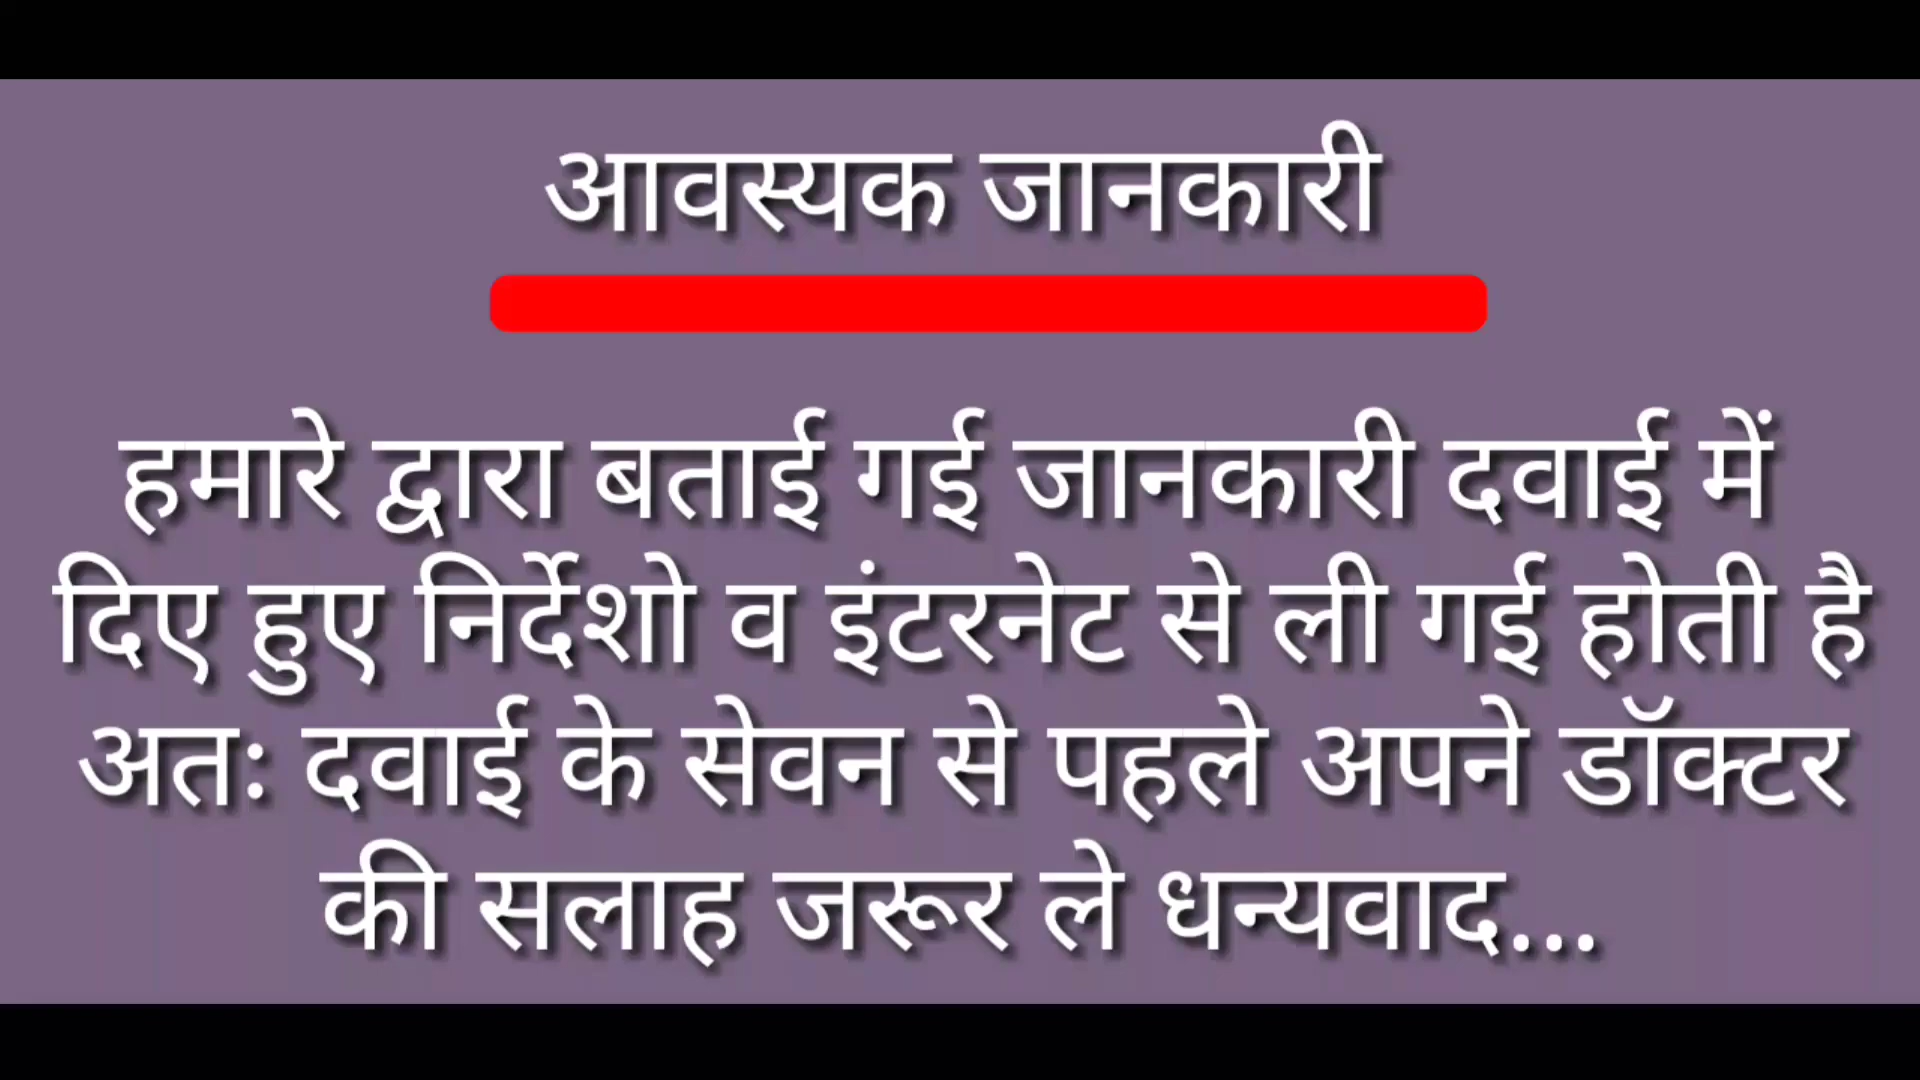 आवस्यक जानकारी
हमारे द्वारा बताई गई जानकारी दवाई में
दिए हुए निर्देशो व इंटरनेट से ली गई होती है
अतः दवाई के सेवन से पहले अपने डॉक्टर
की सलाह जरूर ले धन्यवाद...